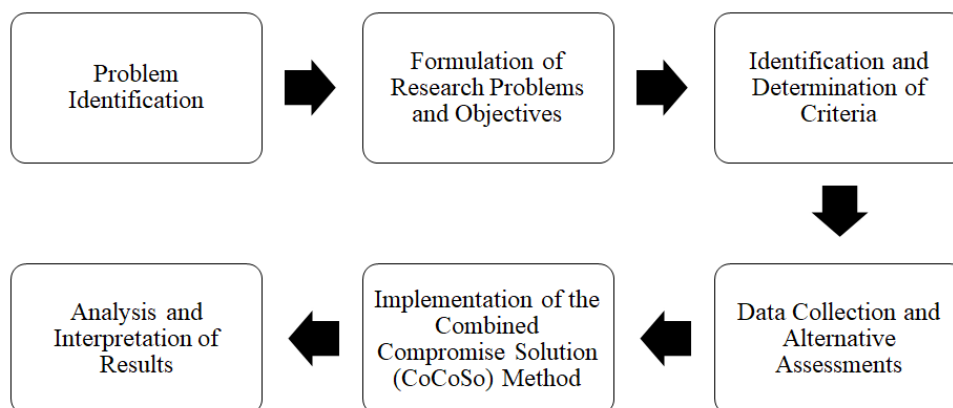 Problem
Identification
Formulation of
Research Problems
and Objectives
Identification and
Determination of
Criteria
Data Collection and
Alternative
Assessments
Implementation of the
Combined
Compromise Solution
(CoCoSo) Method
Analysis and
Interpretation of
Results